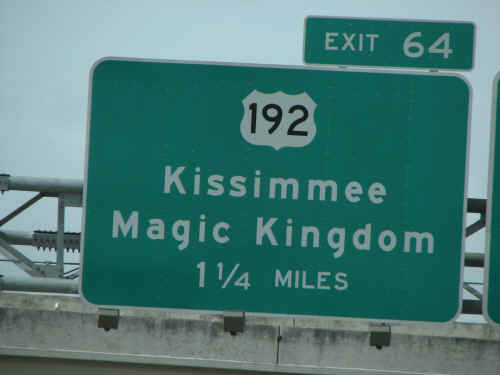 EXIT 64
192
Kissimmee
Magic Kingdom
1 1/4 MILES